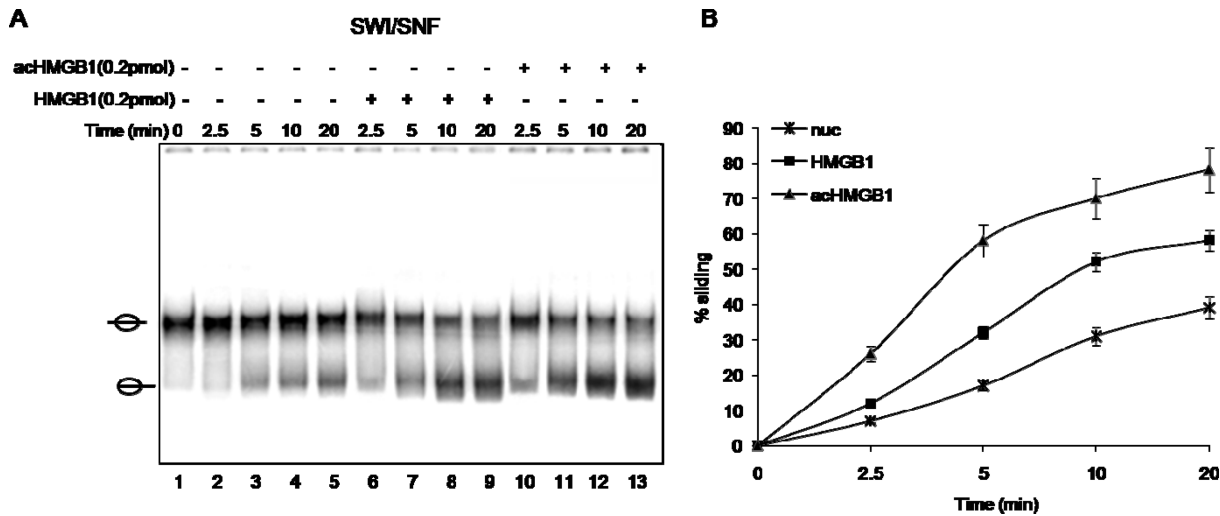 A
SWI/SNF
acHMGB1(0.2pmol) - - - - - - - - - + + + +
HMGB1(0.2pmol) - - - - - + + + + - - - -
Time (min) 0 2.5 5 10 20 2.5 5 10 20 2.5 5 10 20
1 2 3 4 5 6 7 8 9 10 11 12 13
B
90
80
70
60
50
40
30
20
10
0
% sliding
nuc
HMGB1
acHMGB1
0 2.5 5 10 20
Time (min)